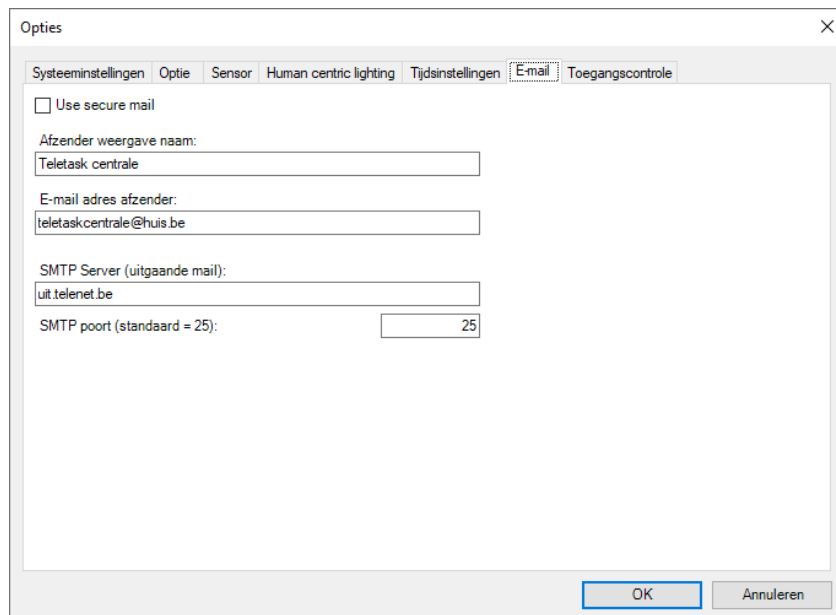 Opties
Systeeminstellingen Optie Sensor Human centric lighting Tijdsinstellingen E-mail Toegangscontrole
Use secure mail
Afzender weergave naam:
Teletask centrale
E-mail adres afzender:
teletaskcentrale@huis.be
SMTP Server (uitgaande mail):
uit.telenet.be
SMTP poort (standaard = 25): 25
OK Annuleren